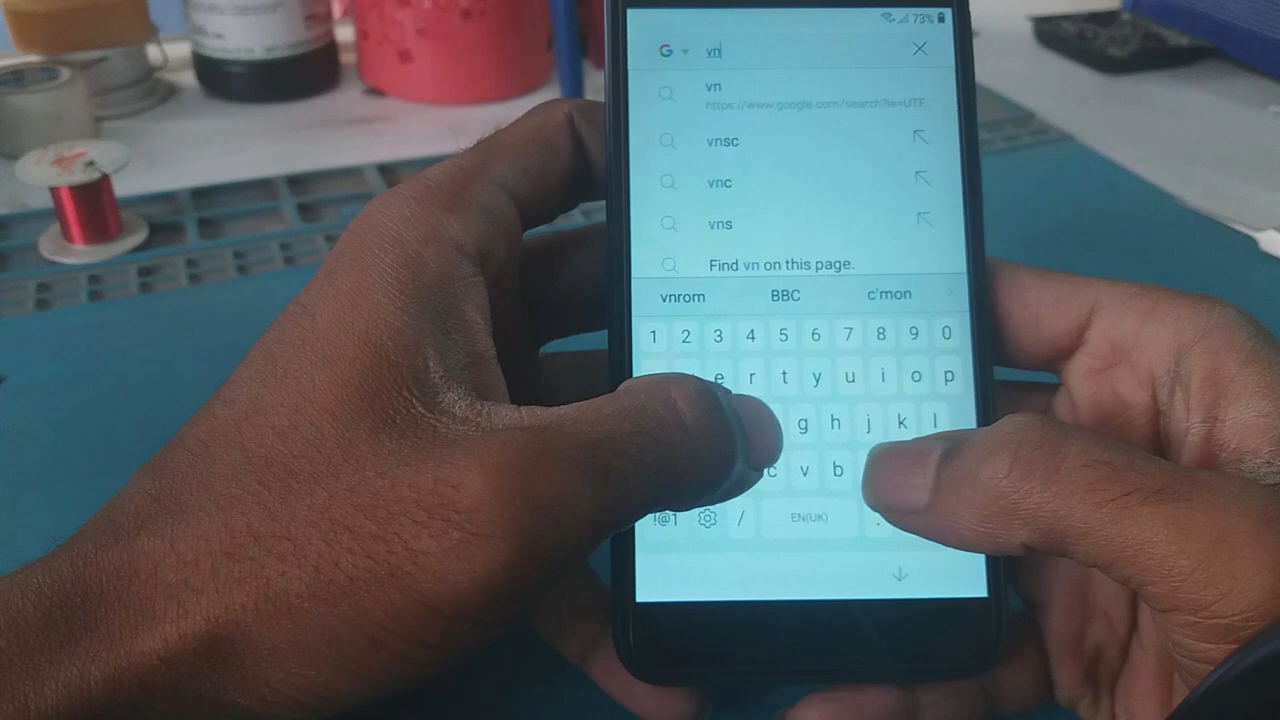 73%
G vn
vn
https://www.google.com/search?ie=UTF...
vnsc
vnc
vns
Find vn on this page.
vnrom BBC c'mon
1 2 3 4 5 6 7 8 9 0
e r t y u i o p
g h j k l
c v b
!@1 / EN(UK) .